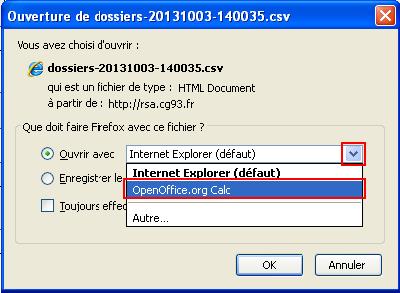 Ouverture de dossiers-20131003-140035.csv
Vous avez choisi d'ouvrir :
dossiers-20131003-140035.csv
qui est un fichier de type : HTML Document
à partir de : http://rsa.cg93.fr
Que doit faire Firefox avec ce fichier ?
Ouvrir avec Internet Explorer (défaut)
Internet Explorer (défaut)
Enregistrer le OpenOffice.org Calc
Toujours effec
Autre...
OK Annuler